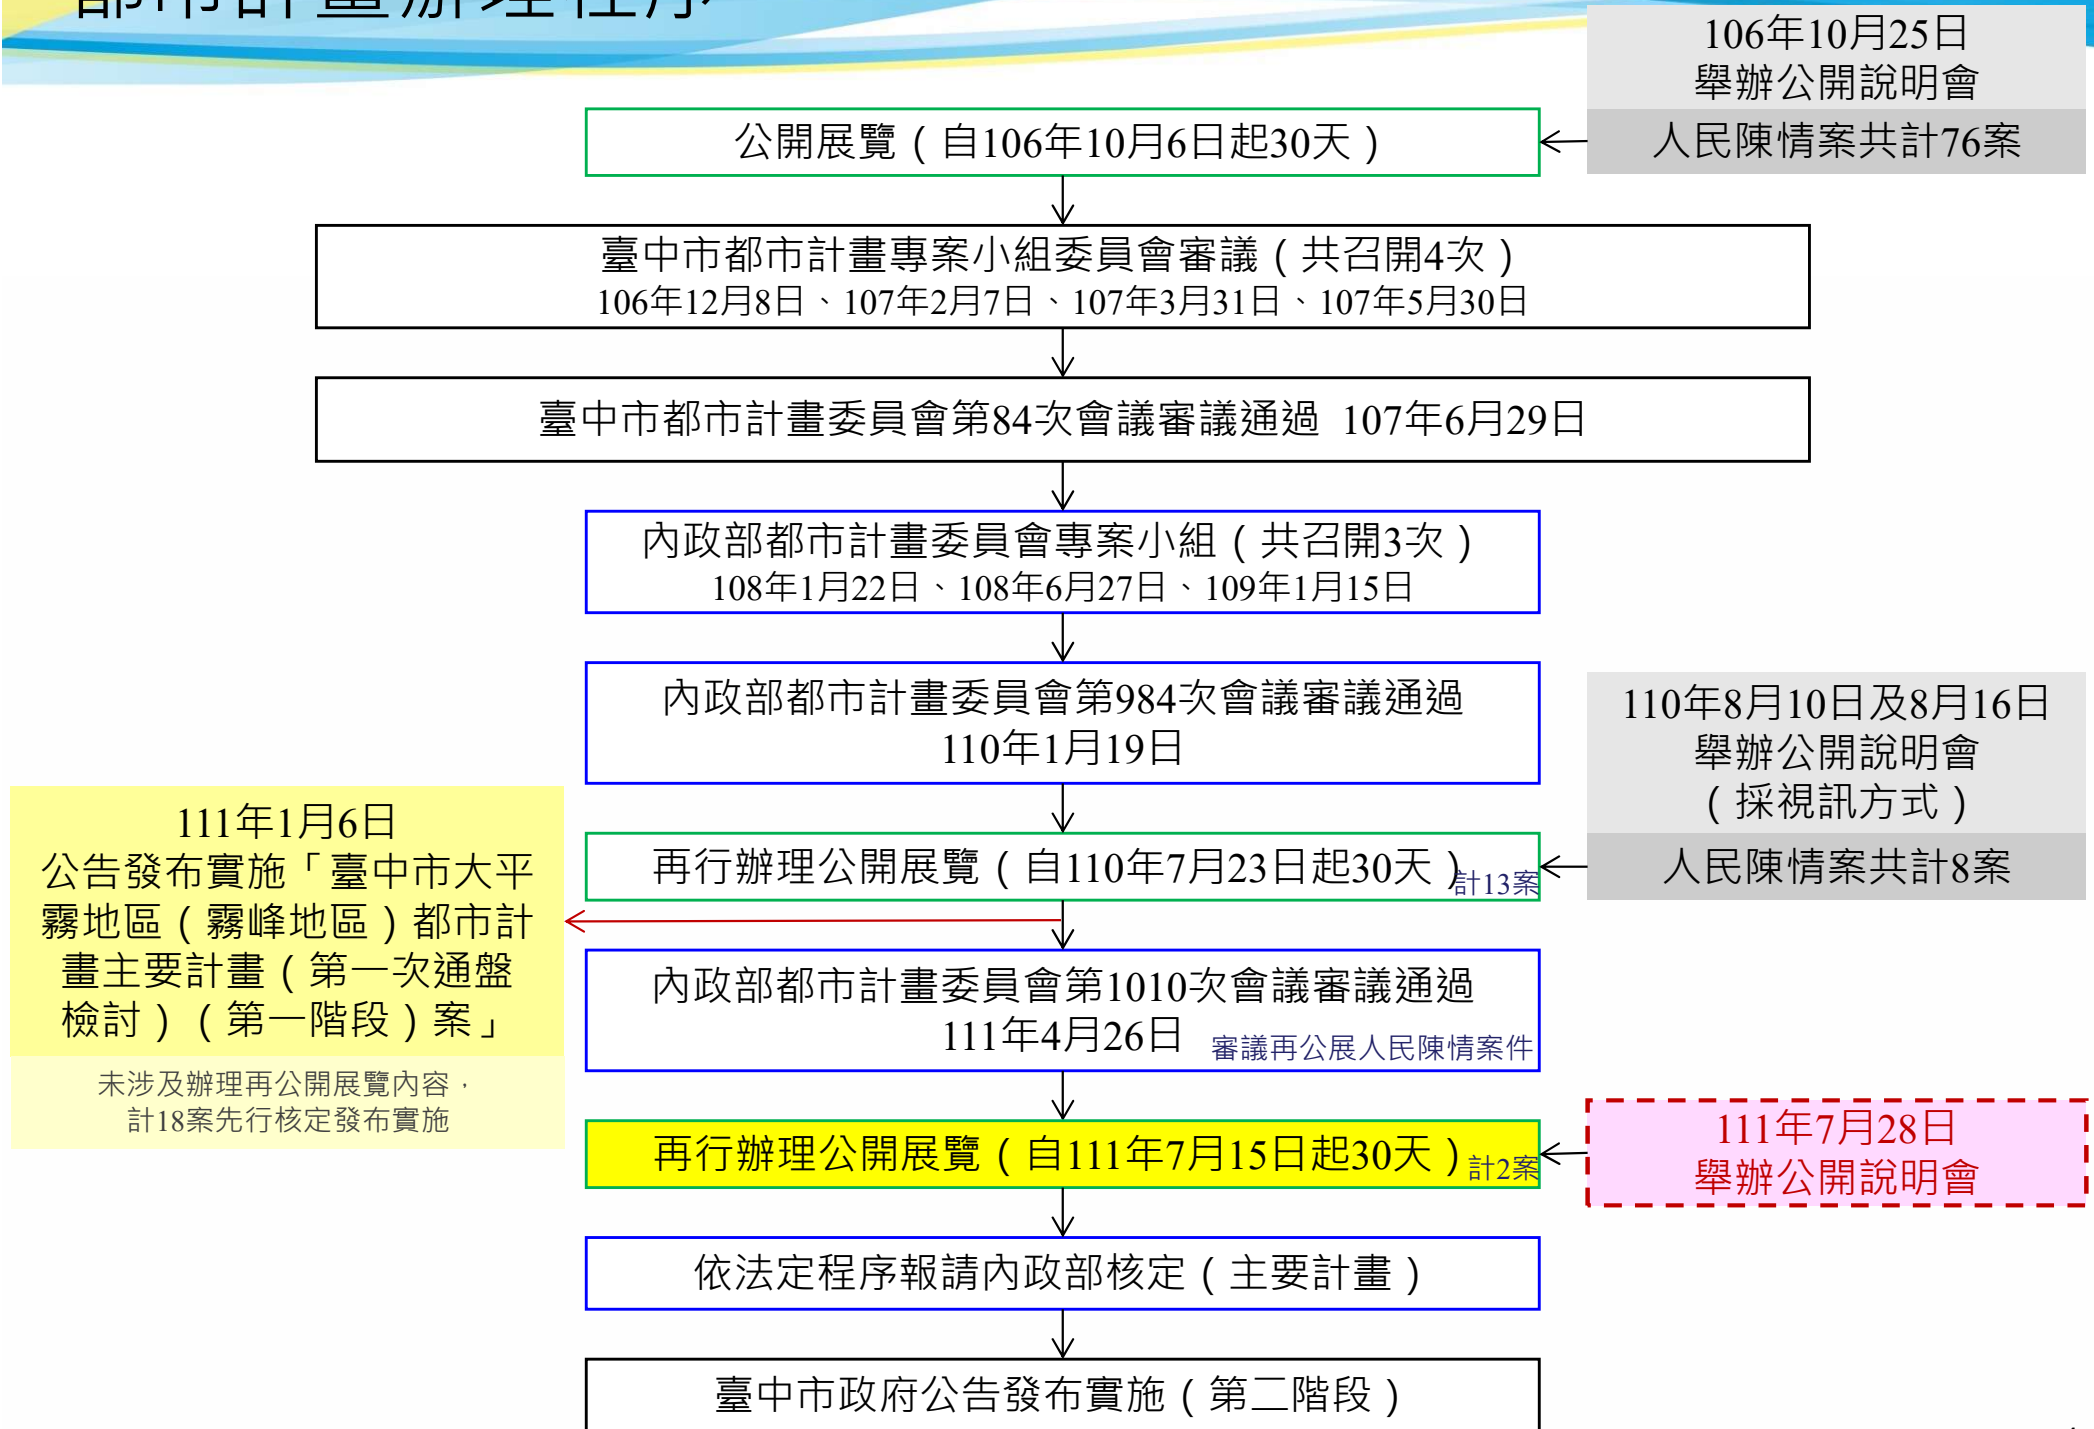 都市計畫辦理程序
106年10月25日
舉辦公開說明會
人民陳情案共計76案
公開展覽（自106年10月6日起30天）
臺中市都市計畫專案小組委員會審議（共召開4次）
106年12月8日、107年2月7日、107年3月31日、107年5月30日
臺中市都市計畫委員會第84次會議審議通過 107年6月29日
內政部都市計畫委員會專案小組（共召開3次）
108年1月22日、108年6月27日、109年1月15日
內政部都市計畫委員會第984次會議審議通過
110年1月19日
110年8月10日及8月16日
舉辦公開說明會
（採視訊方式）
人民陳情案共計8案
再行辦理公開展覽（自110年7月23日起30天）
計13案
111年1月6日
公告發布實施「臺中市大平
霧地區（霧峰地區）都市計
畫主要計畫（第一次通盤
檢討）（第一階段）案」
未涉及辦理再公開展覽內容，
計18案先行核定發布實施
內政部都市計畫委員會第1010次會議審議通過
111年4月26日 審議再公展人民陳情案件
再行辦理公開展覽（自111年7月15日起30天）
計2案
111年7月28日
舉辦公開說明會
依法定程序報請內政部核定（主要計畫）
臺中市政府公告發布實施（第二階段）